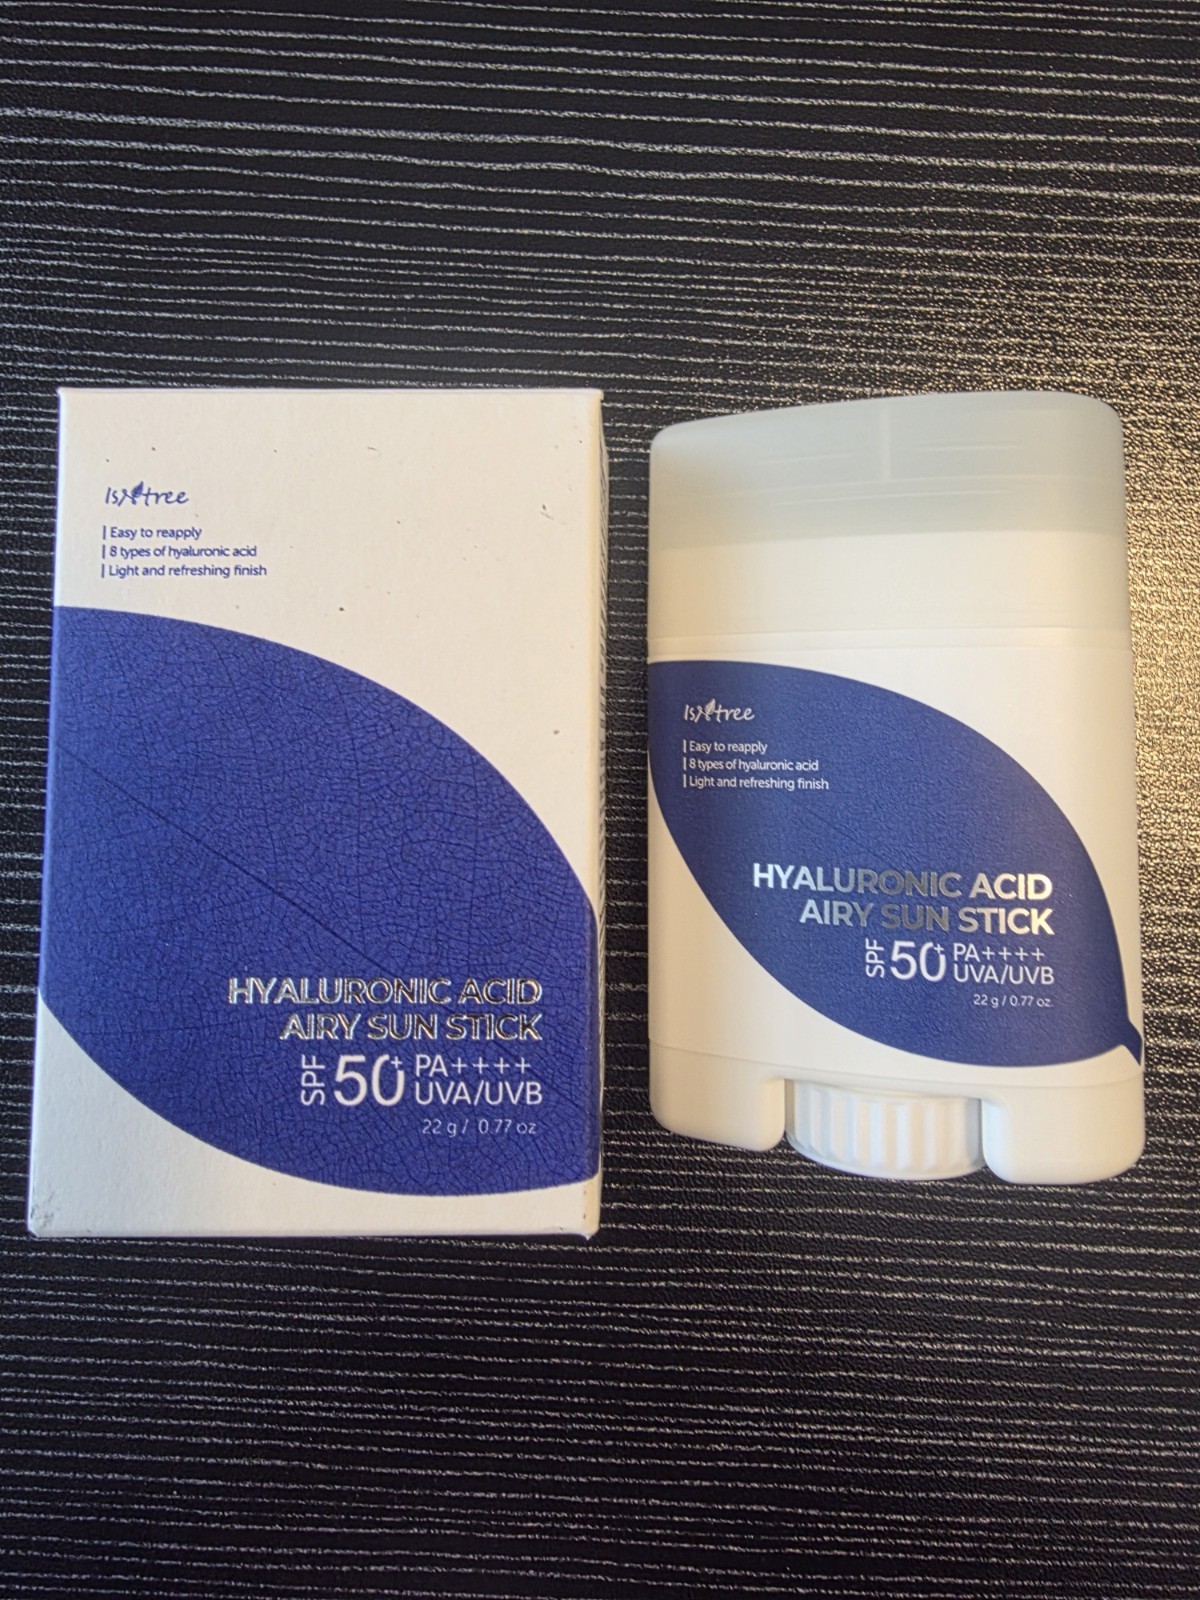 IsNtree
Easy to reapply
8 types of hyaluronic acid
Light and refreshing finish
HYALURONIC ACID
AIRY SUN STICK
SPF 50+ PA++++
UVA/UVB
22 g / 0.77 oz
IsNtree
Easy to reapply
8 types of hyaluronic acid
Light and refreshing finish
HYALURONIC ACID
AIRY SUN STICK
SPF 50+ PA++++
UVA/UVB
22 g / 0.77 oz.